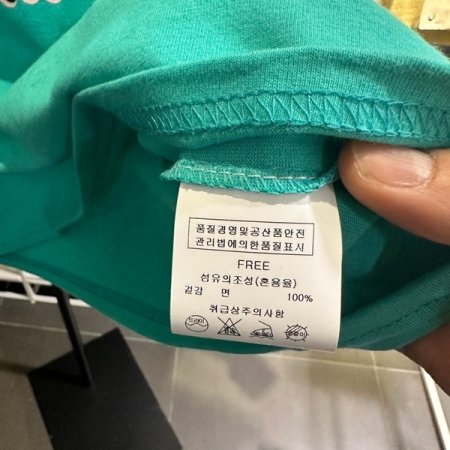 품질경영및공산품안전
관리법에의한품질표시
FREE
섬유의조성(혼용율)
겉감 면 100%
취급상주의사항